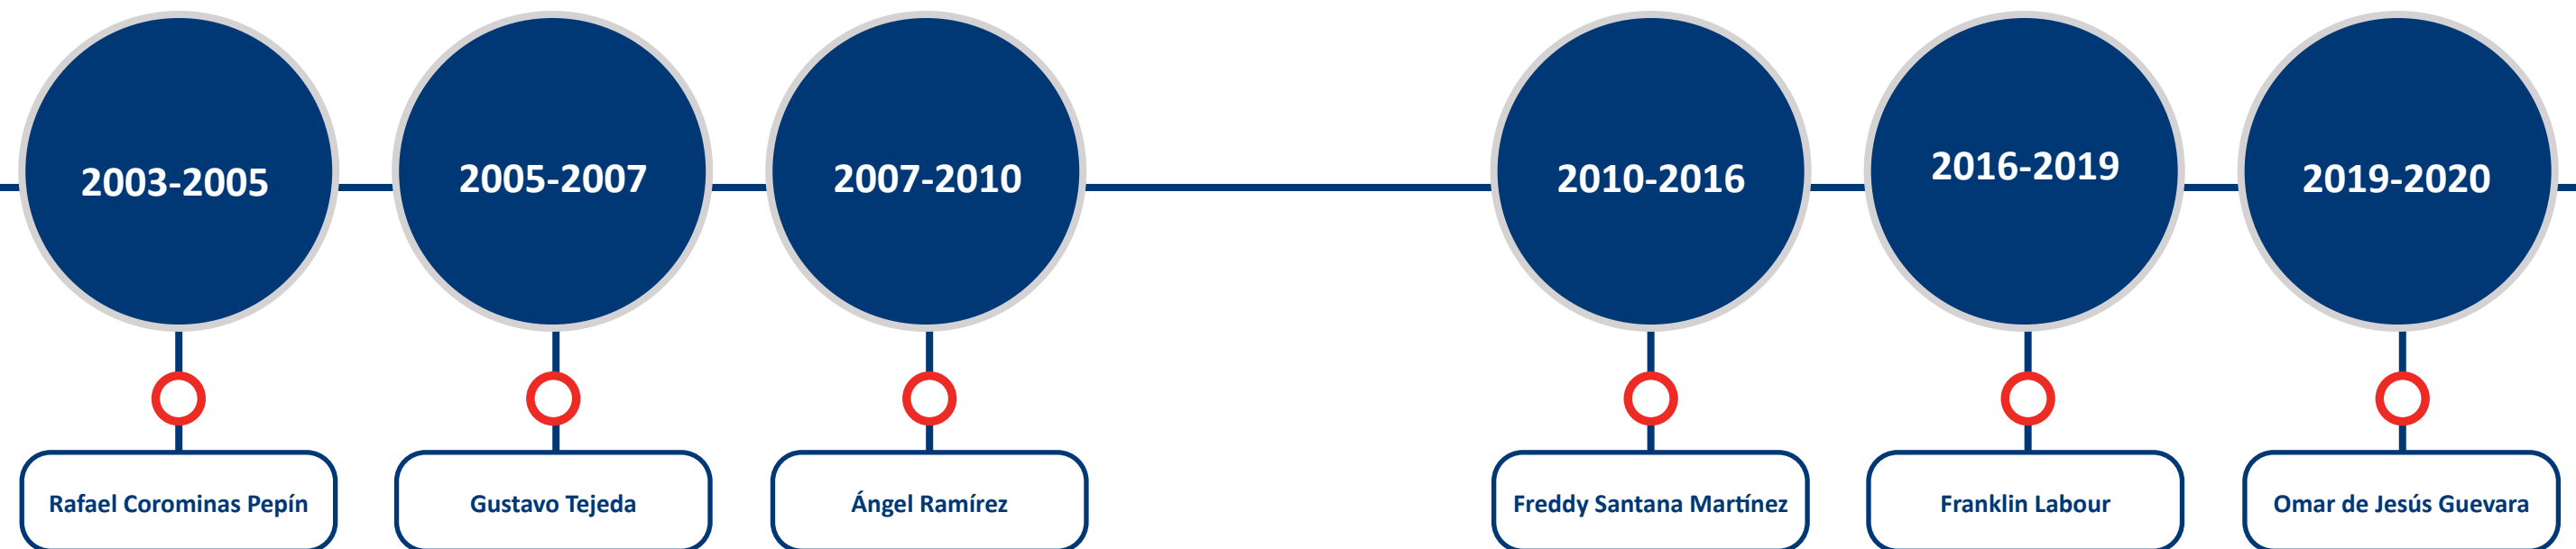 2003-2005
2005-2007
2007-2010
2010-2016
2016-2019
2019-2020
Rafael Corominas Pepín
Gustavo Tejeda
Ángel Ramírez
Freddy Santana Martínez
Franklin Labour
Omar de Jesús Guevara